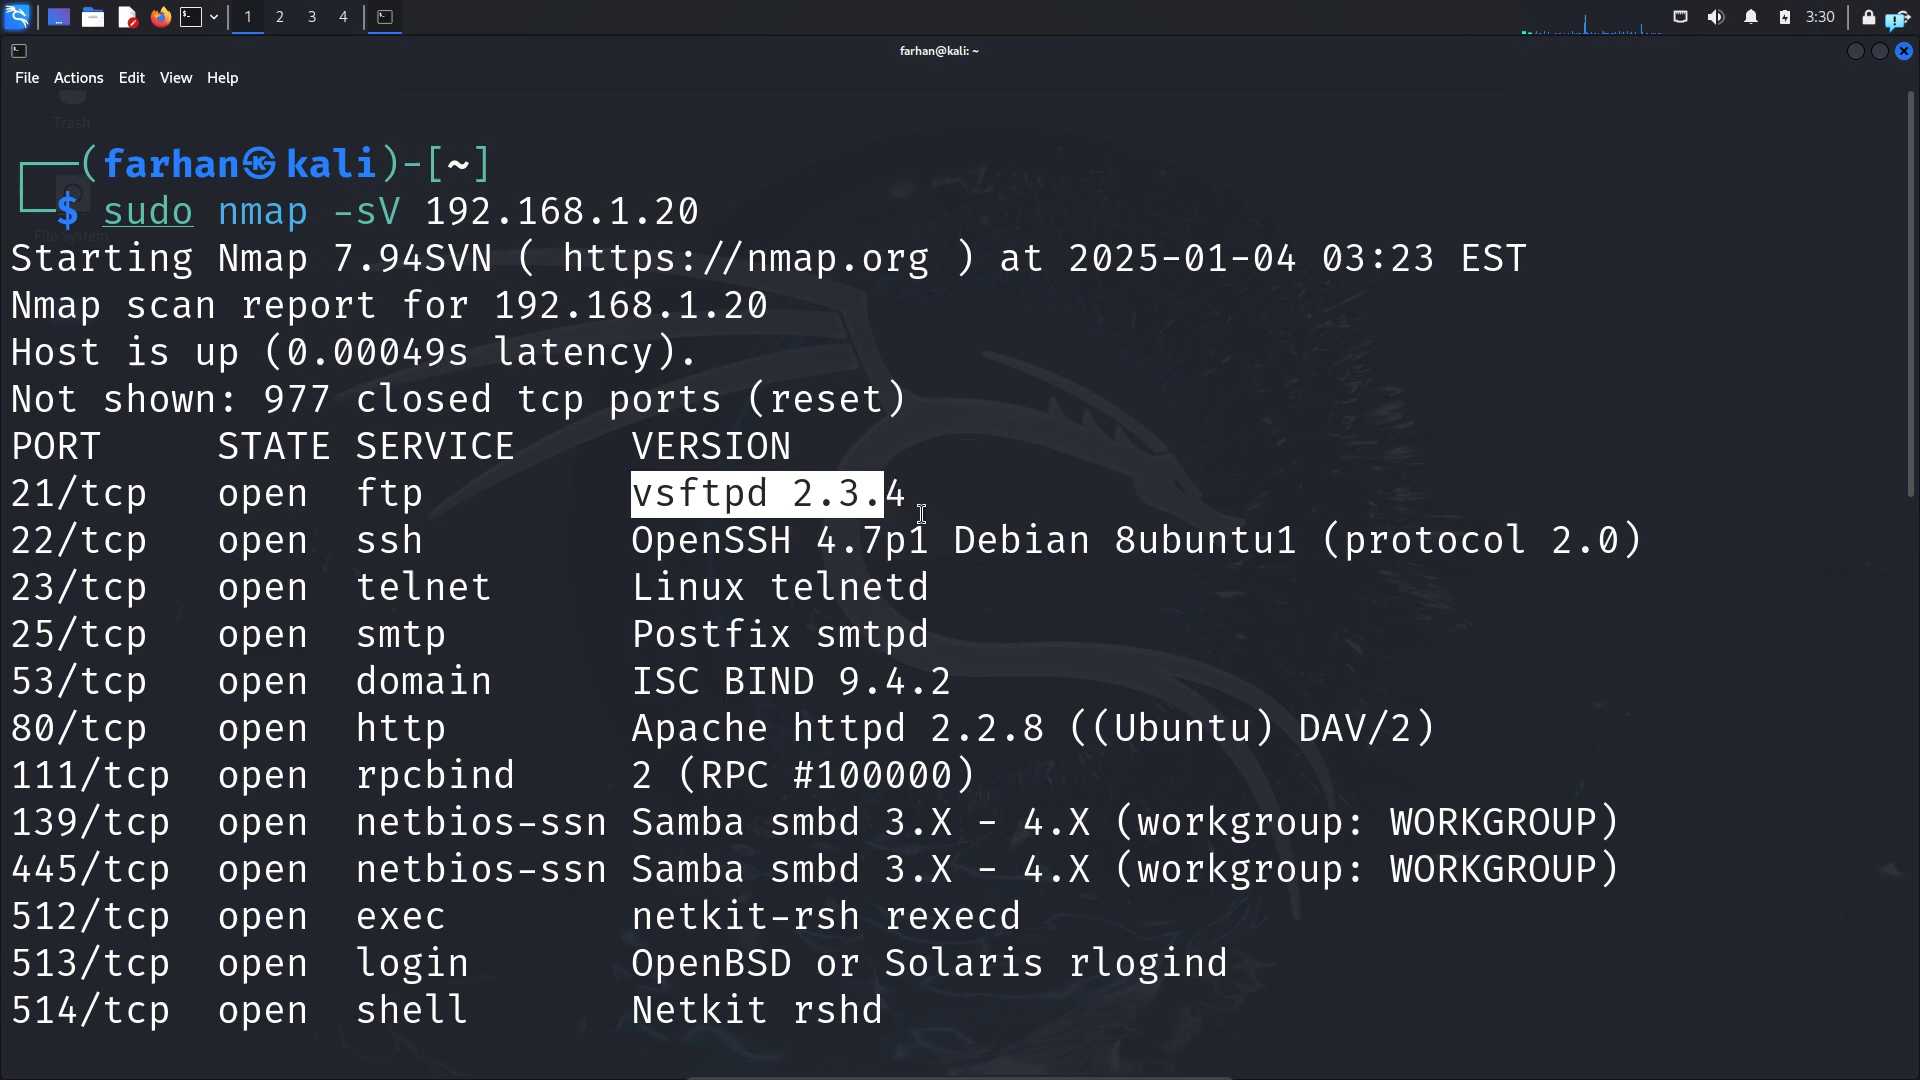 1 2 3 4 3:30
farhan@kali: ~
File Actions Edit View Help
Trash
(farhan㉿kali)-[~]
$ sudo nmap -sV 192.168.1.20
File System
Starting Nmap 7.94SVN ( https://nmap.org ) at 2025-01-04 03:23 EST
Nmap scan report for 192.168.1.20
Host is up (0.00049s latency).
Not shown: 977 closed tcp ports (reset)
PORT STATE SERVICE VERSION
21/tcp open ftp vsftpd 2.3.4
22/tcp open ssh OpenSSH 4.7p1 Debian 8ubuntu1 (protocol 2.0)
23/tcp open telnet Linux telnetd
25/tcp open smtp Postfix smtpd
53/tcp open domain ISC BIND 9.4.2
80/tcp open http Apache httpd 2.2.8 ((Ubuntu) DAV/2)
111/tcp open rpcbind 2 (RPC #100000)
139/tcp open netbios-ssn Samba smbd 3.X - 4.X (workgroup: WORKGROUP)
445/tcp open netbios-ssn Samba smbd 3.X - 4.X (workgroup: WORKGROUP)
512/tcp open exec netkit-rsh rexecd
513/tcp open login OpenBSD or Solaris rlogind
514/tcp open shell Netkit rshd